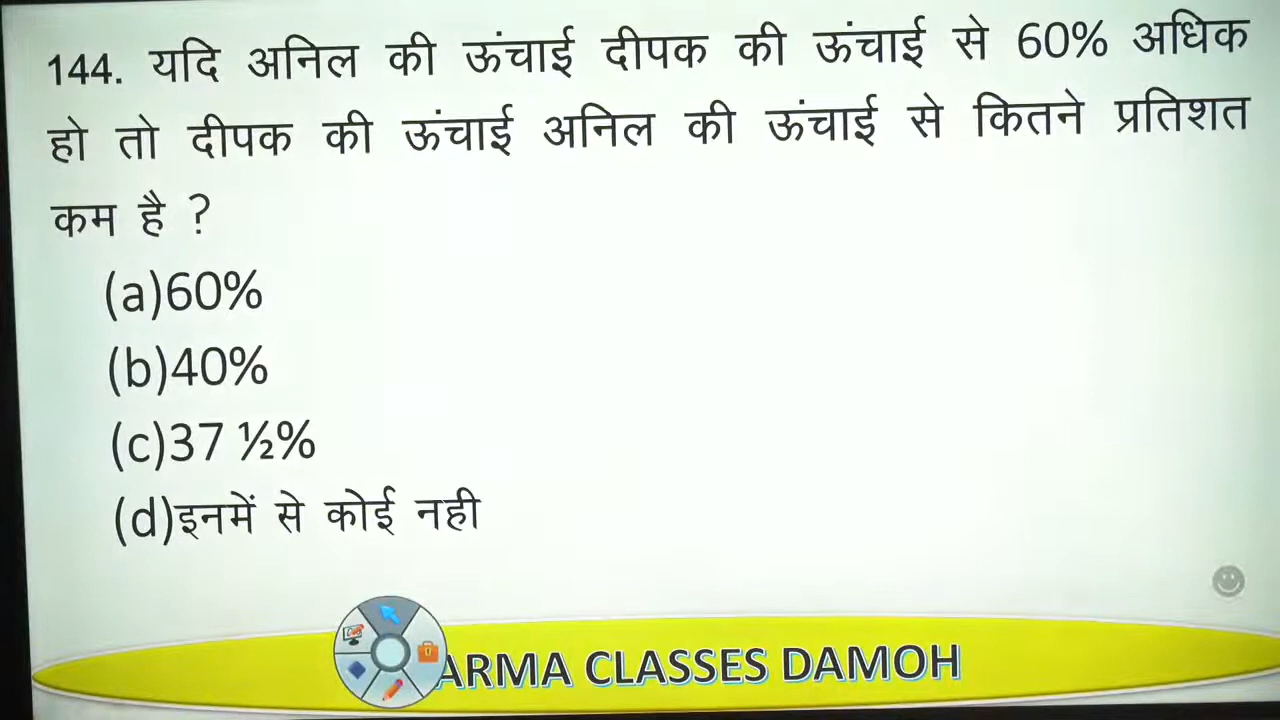 144. यदि अनिल की ऊंचाई दीपक की ऊंचाई से 60% अधिक
हो तो दीपक की ऊंचाई अनिल की ऊंचाई से कितने प्रतिशत
कम है ?
(a)60%
(b)40%
(c)37 ½%
(d)इनमें से कोई नही
ARMA CLASSES DAMOH